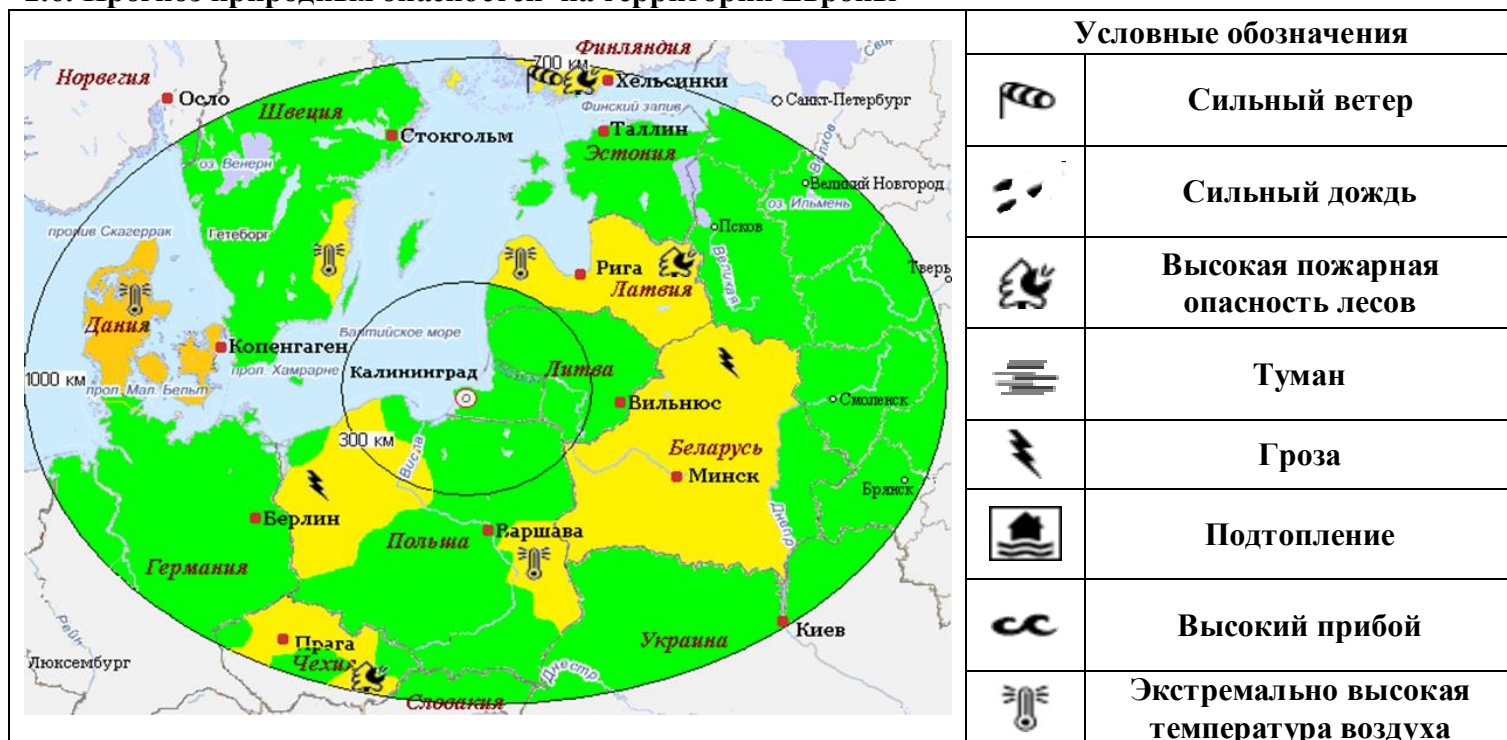 Условные обозначения
Сильный ветер
Сильный дождь
Высокая пожарная
опасность лесов
Туман
Гроза
Подтопление
Высокий прибой
Экстремально высокая
температура воздуха
Финляндия
700 км
Хельсинки
Норвегия
Осло
Швеция
Финский залив
Санкт-Петербург
Стокгольм
Таллин
Эстония
Волхов
оз. Венерн
Великий Новгород
оз. Ильмень
Псков
пролив Скагеррак
Гетеборг
Великая
Тверь
Рига
Латвия
Дания
Балтийское море
Копенгаген
Калининград
Литва
1000 км
прол. Мал. Бельт
Смоленск
Вильнюс
300 км
Висла
Беларусь
Минск
Брянск
Берлин
Днепр
Варшава
Польша
Германия
Рейн
Прага
Украина
Киев
Чехия
Люксембург
Днестр
Словакия